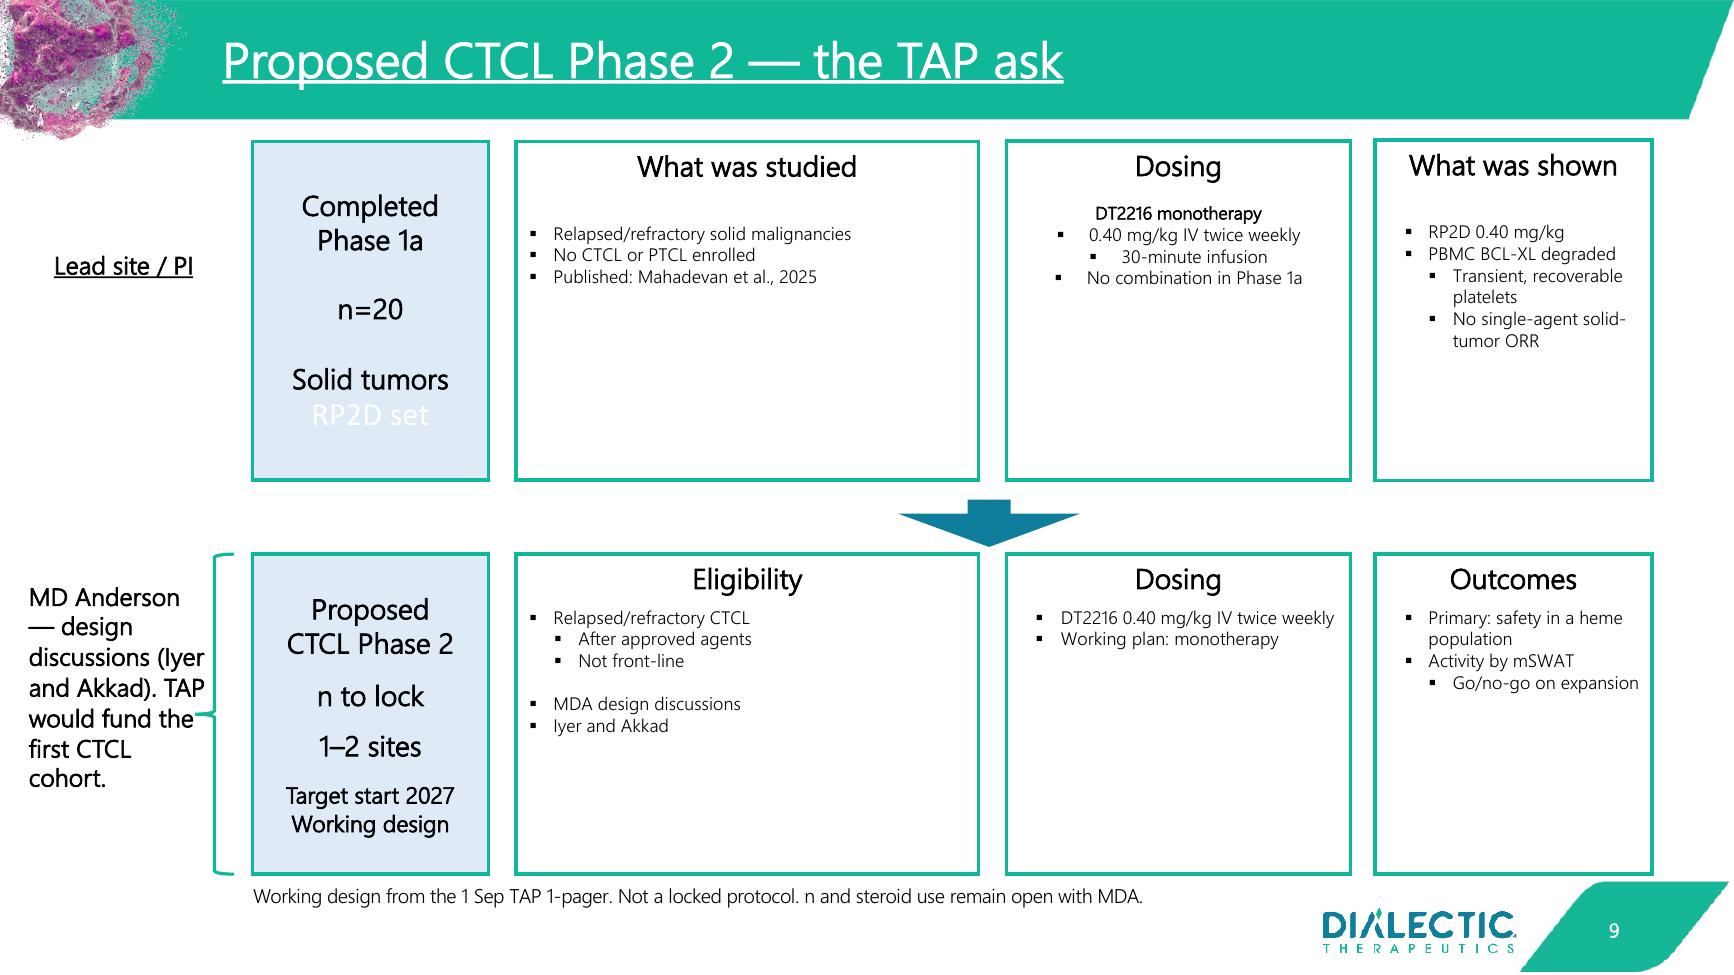 Proposed CTCL Phase 2 — the TAP ask
Lead site / PI
Completed
Phase 1a
n=20
Solid tumors
RP2D set
What was studied
▪ Relapsed/refractory solid malignancies
▪ No CTCL or PTCL enrolled
▪ Published: Mahadevan et al., 2025
Dosing
DT2216 monotherapy
▪ 0.40 mg/kg IV twice weekly
▪ 30-minute infusion
▪ No combination in Phase 1a
What was shown
▪ RP2D 0.40 mg/kg
▪ PBMC BCL-XL degraded
▪ Transient, recoverable
platelets
▪ No single-agent solid-
tumor ORR
MD Anderson
— design
discussions (Iyer
and Akkad). TAP
would fund the
first CTCL
cohort.
Proposed
CTCL Phase 2
n to lock
1–2 sites
Target start 2027
Working design
Eligibility
▪ Relapsed/refractory CTCL
▪ After approved agents
▪ Not front-line
▪ MDA design discussions
▪ Iyer and Akkad
Dosing
▪ DT2216 0.40 mg/kg IV twice weekly
▪ Working plan: monotherapy
Outcomes
▪ Primary: safety in a heme
population
▪ Activity by mSWAT
▪ Go/no-go on expansion
Working design from the 1 Sep TAP 1-pager. Not a locked protocol. n and steroid use remain open with MDA.
DIALECTIC
THERAPEUTICS
9